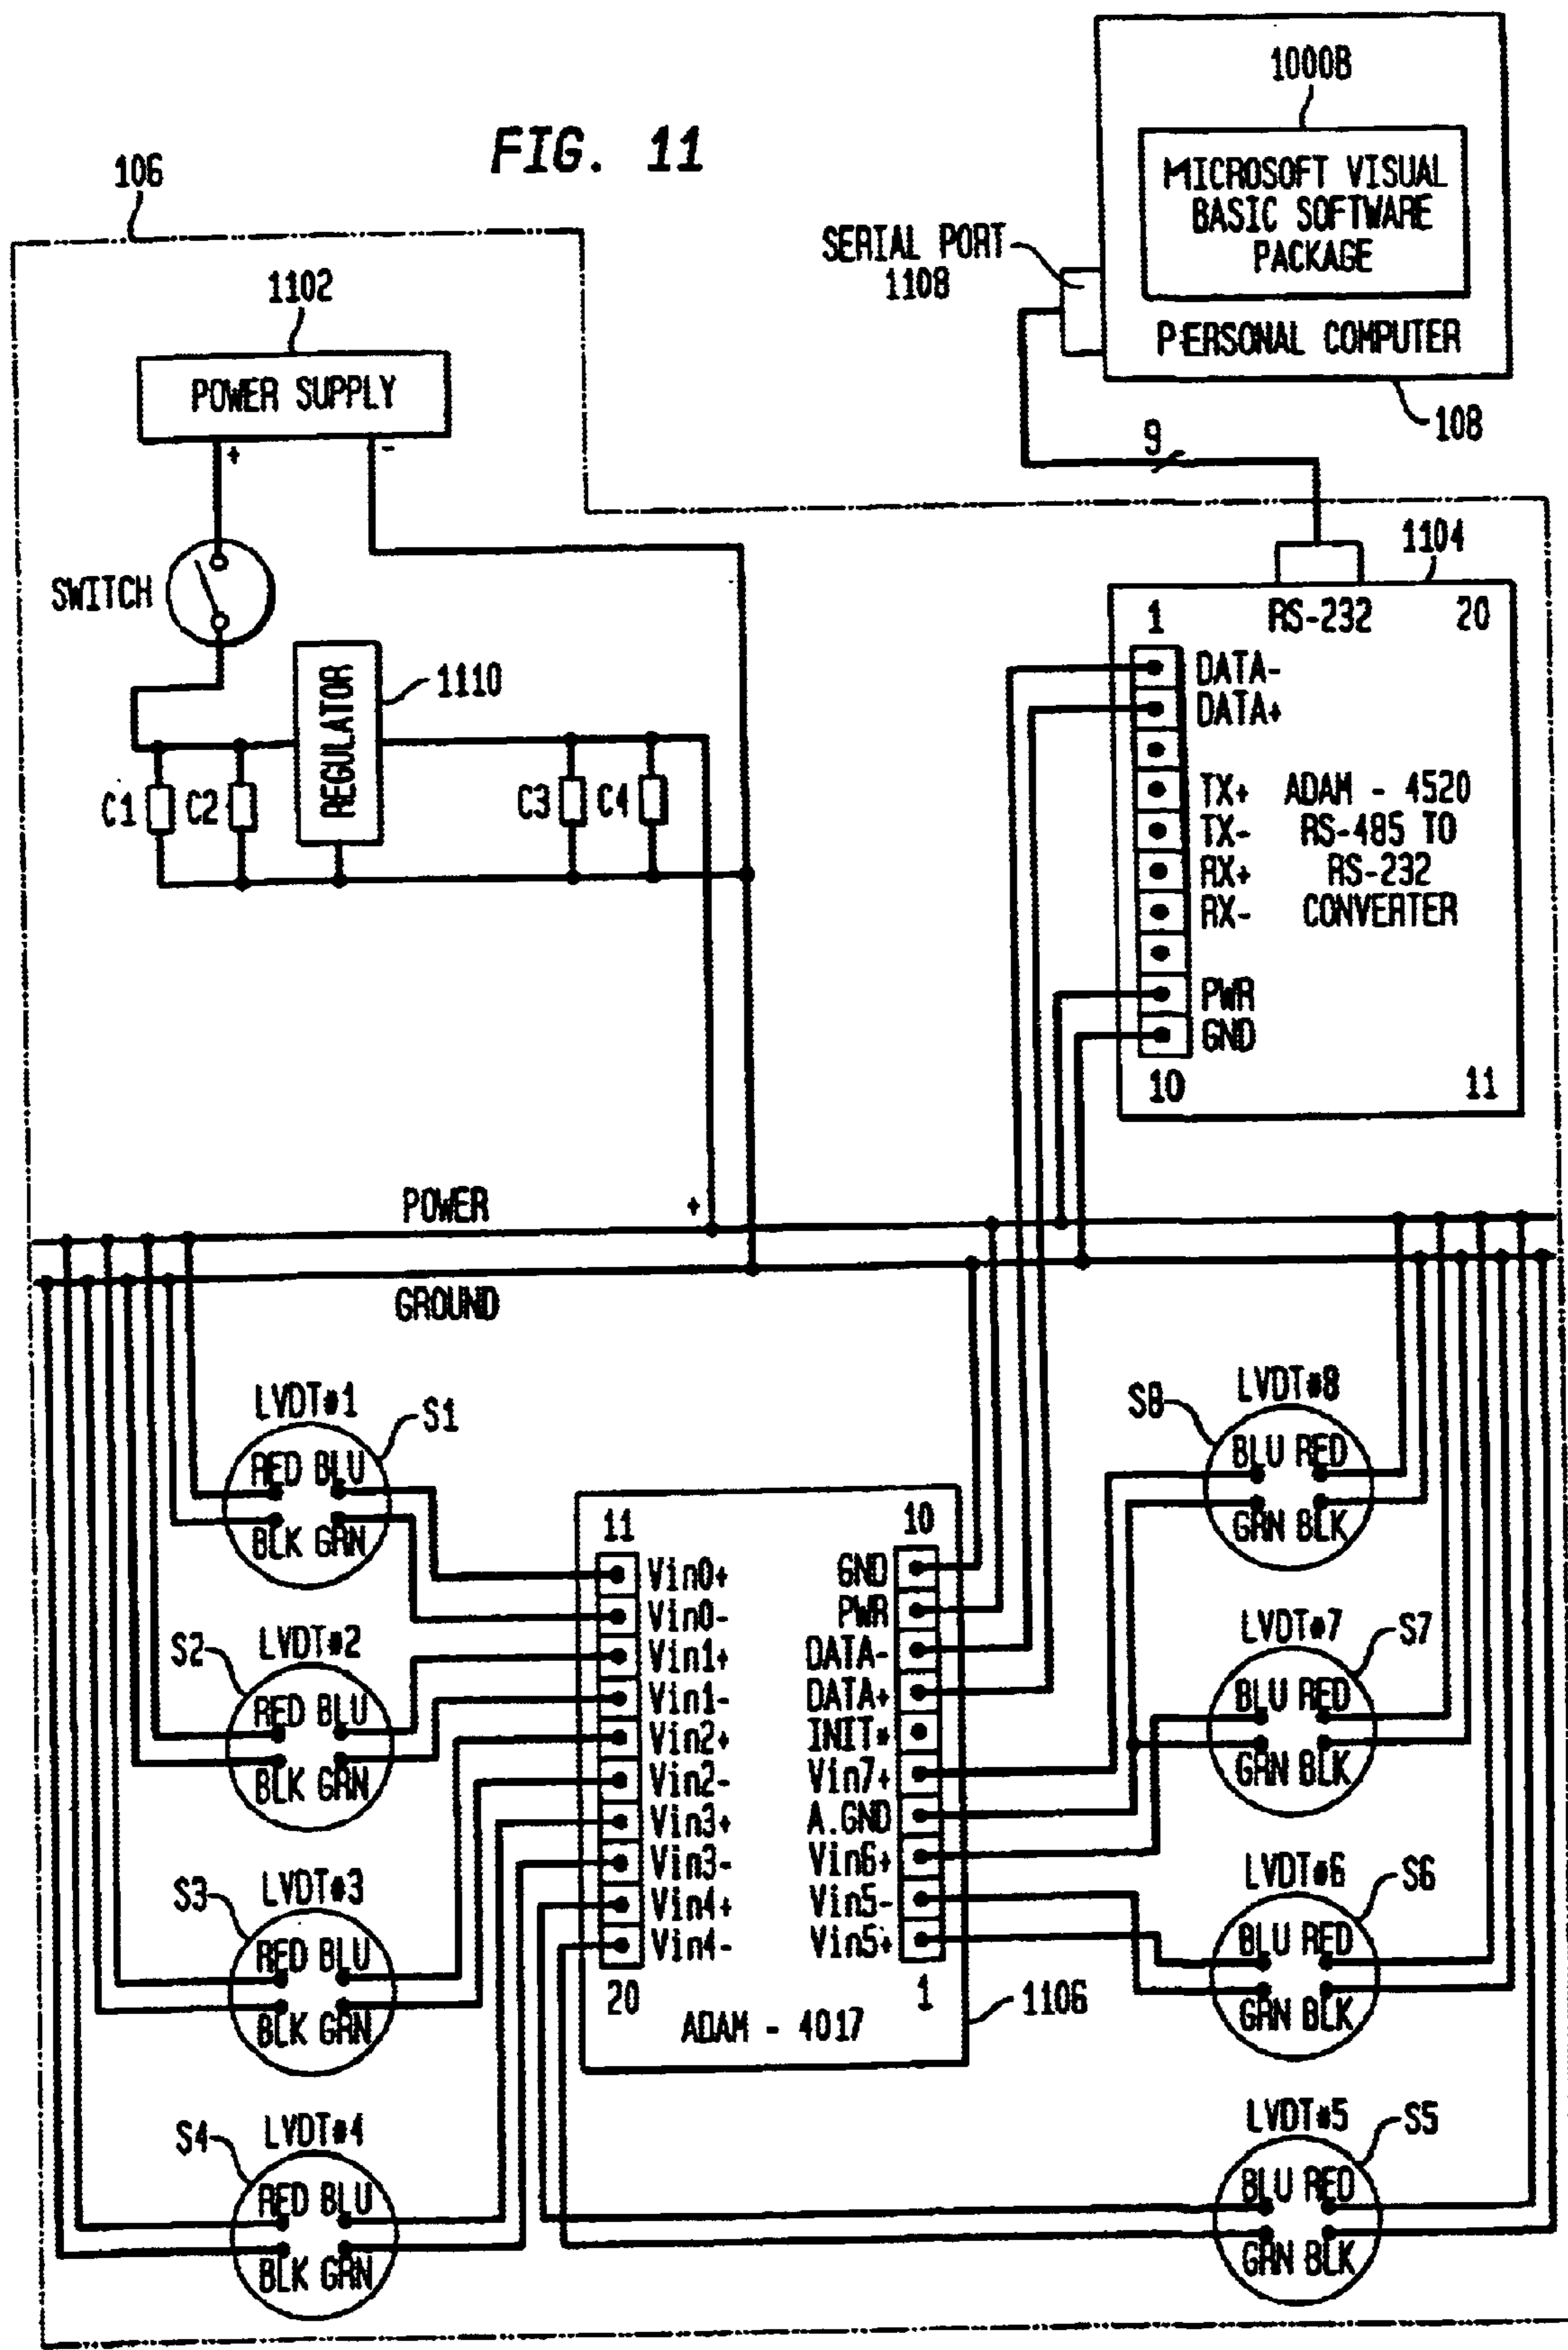 FIG. 11
106
1000B
MICROSOFT VISUAL
BASIC SOFTWARE
PACKAGE
PERSONAL COMPUTER
108
SERIAL PORT
1108
9
1102
POWER SUPPLY
+
-
SWITCH
REGULATOR
1110
C1
C2
C3
C4
1104
1
RS-232
20
DATA-
DATA+
TX+
TX-
RX+
RX-
PWR
GND
ADAM - 4520
RS-485 TO
RS-232
CONVERTER
10
11
POWER
+
GROUND
LVDT#1
S1
RED BLU
BLK GRN
LVDT#2
S2
RED BLU
BLK GRN
LVDT#3
S3
RED BLU
BLK GRN
LVDT#4
S4
RED BLU
BLK GRN
11
10
Vin0+
Vin0-
Vin1+
Vin1-
Vin2+
Vin2-
Vin3+
Vin3-
Vin4+
Vin4-
GND
PWR
DATA-
DATA+
INIT*
Vin7+
A.GND
Vin6+
Vin5-
Vin5+
20
1
ADAM - 4017
1106
LVDT#8
S8
BLU RED
GRN BLK
LVDT#7
S7
BLU RED
GRN BLK
LVDT#6
S6
BLU RED
GRN BLK
LVDT#5
S5
BLU RED
GRN BLK